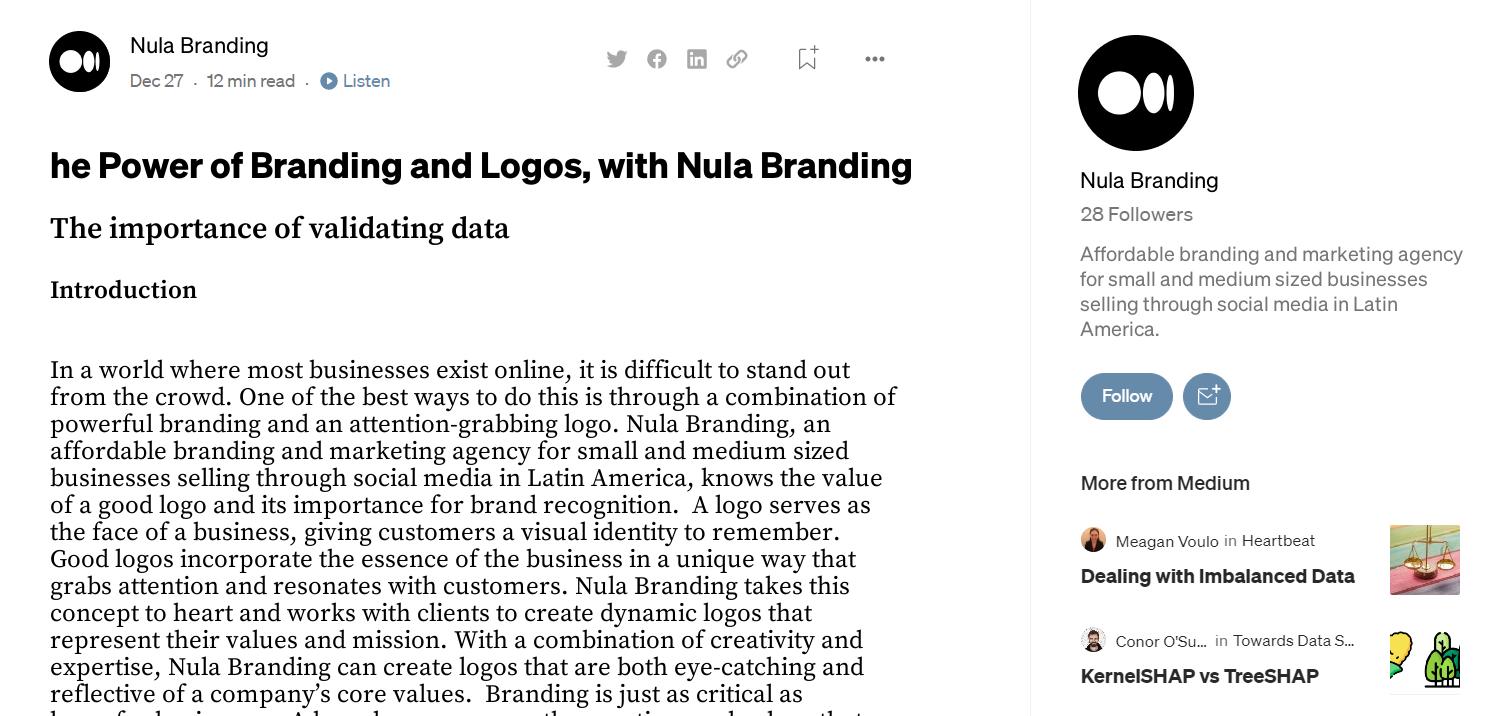 Nula Branding
Dec 27 · 12 min read · Listen
he Power of Branding and Logos, with Nula Branding
The importance of validating data
Introduction
In a world where most businesses exist online, it is difficult to stand out
from the crowd. One of the best ways to do this is through a combination of
powerful branding and an attention-grabbing logo. Nula Branding, an
affordable branding and marketing agency for small and medium sized
businesses selling through social media in Latin America, knows the value
of a good logo and its importance for brand recognition.  A logo serves as
the face of a business, giving customers a visual identity to remember.
Good logos incorporate the essence of the business in a unique way that
grabs attention and resonates with customers. Nula Branding takes this
concept to heart and works with clients to create dynamic logos that
represent their values and mission. With a combination of creativity and
expertise, Nula Branding can create logos that are both eye-catching and
reflective of a company’s core values.  Branding is just as critical as
Nula Branding
28 Followers
Affordable branding and marketing agency
for small and medium sized businesses
selling through social media in Latin
America.
Follow
More from Medium
Meagan Voulo in Heartbeat
Dealing with Imbalanced Data
Conor O'Su... in Towards Data S...
KernelSHAP vs TreeSHAP